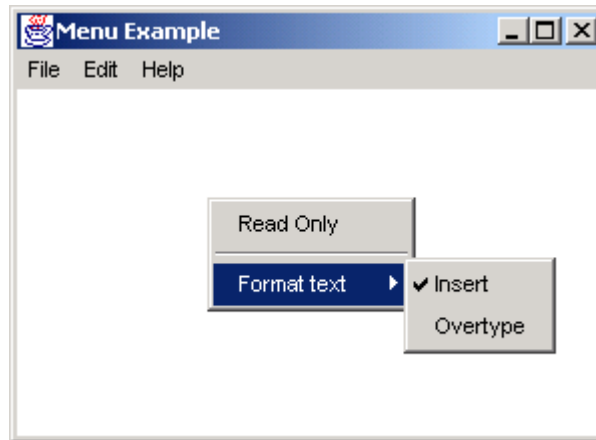 Menu Example
File Edit Help
Read Only
Format text
Insert
Overtype